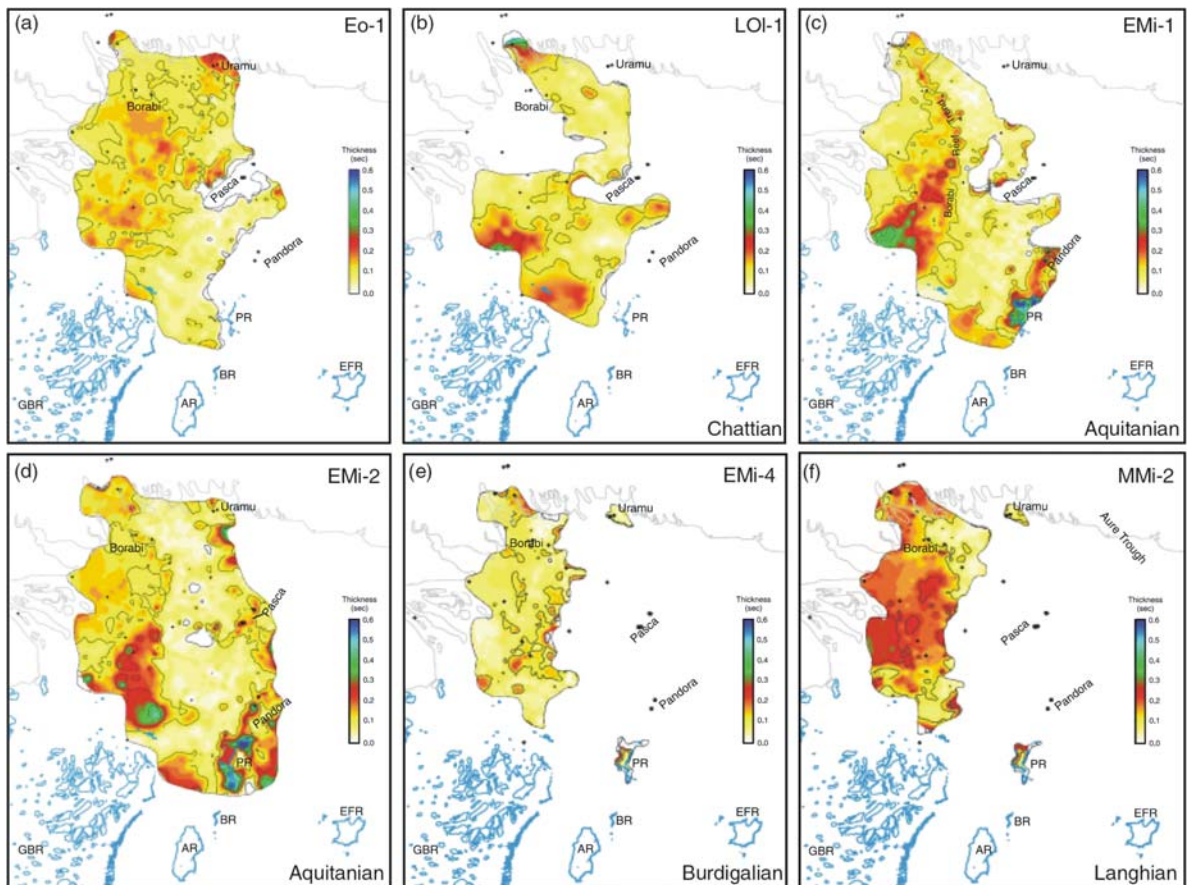 (a)
Eo-1
Uramu
Borabi
Thickness
(sec)
0.6
0.5
0.4
0.3
0.2
0.1
0.0
Pasca
Pandora
PR
BR
EFR
AR
GBR
(b)
LOI-1
Uramu
Borabi
Thickness
(sec)
0.6
0.5
0.4
0.3
0.2
0.1
0.0
Pasca
Pandora
PR
BR
EFR
AR
GBR
Chattian
(c)
EMi-1
Uramu
Borabi Reef Trend
Thickness
(sec)
0.6
0.5
0.4
0.3
0.2
0.1
0.0
Pasca
Pandora
PR
BR
EFR
AR
GBR
Aquitanian
(d)
EMi-2
Uramu
Borabi
Thickness
(sec)
0.6
0.5
0.4
0.3
0.2
0.1
0.0
Pasca
Pandora
PR
BR
EFR
AR
GBR
Aquitanian
(e)
EMi-4
Uramu
Borabi
Thickness
(sec)
0.6
0.5
0.4
0.3
0.2
0.1
0.0
Pasca
Pandora
PR
BR
EFR
AR
GBR
Burdigalian
(f)
MMi-2
Uramu
Aure Trough
Borabi
Thickness
(sec)
0.6
0.5
0.4
0.3
0.2
0.1
0.0
Pasca
Pandora
PR
BR
EFR
AR
GBR
Langhian